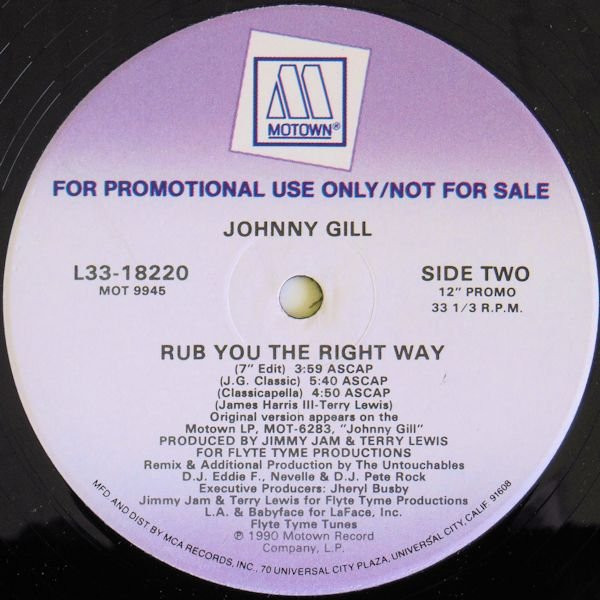 MOTOWN®
FOR PROMOTIONAL USE ONLY/NOT FOR SALE
JOHNNY GILL
L33-18220
MOT 9945
SIDE TWO
12" PROMO
33 1/3 R.P.M.
RUB YOU THE RIGHT WAY
(7" Edit) 3:59 ASCAP
(J.G. Classic) 5:40 ASCAP
(Classicapella) 4:50 ASCAP
(James Harris III-Terry Lewis)
Original version appears on the
Motown LP, MOT-6283, "Johnny Gill"
PRODUCED BY JIMMY JAM & TERRY LEWIS
FOR FLYTE TYME PRODUCTIONS
Remix & Additional Production by The Untouchables
D.J. Eddie F., Nevelle & D.J. Pete Rock
Executive Producers: Jheryl Busby
Jimmy Jam & Terry Lewis for Flyte Tyme Productions
L.A. & Babyface for LaFace, Inc.
Flyte Tyme Tunes
℗ 1990 Motown Record
Company, L.P.
MFD AND DIST BY MCA RECORDS, INC., 70 UNIVERSAL CITY PLAZA, UNIVERSAL CITY, CALIF 91608